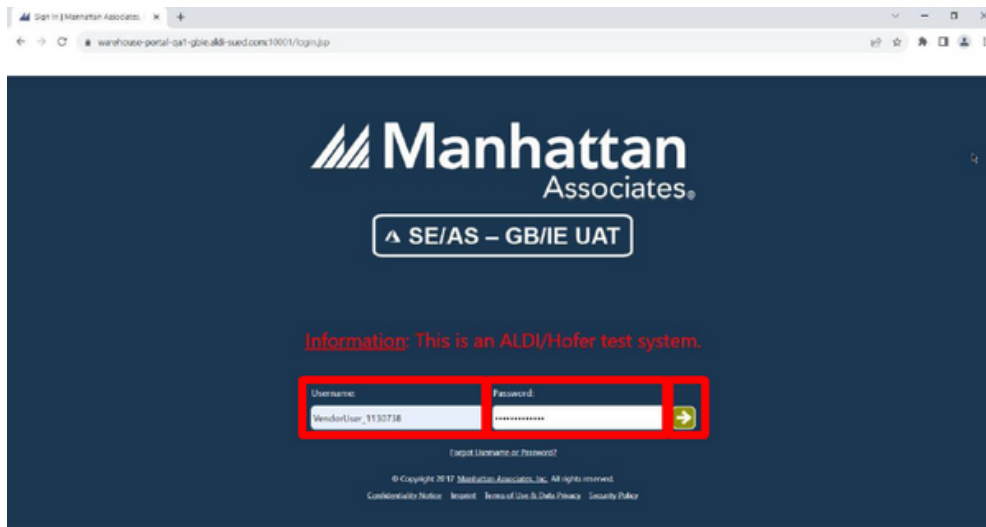 Sign In | Manhattan Associates,
warehouse-portal-qa1-gbie.aldi-sued.com:10001/login.jsp
Manhattan
Associates®
SE/AS – GB/IE UAT
Information: This is an ALDI/Hofer test system.
Username: Password:
VendorUser_1130738 •••••••••••••
Forgot Username or Password?
© Copyright 2017 Manhattan Associates, Inc. All rights reserved.
Confidentiality Notice Imprint Terms of Use & Data Privacy Security Policy